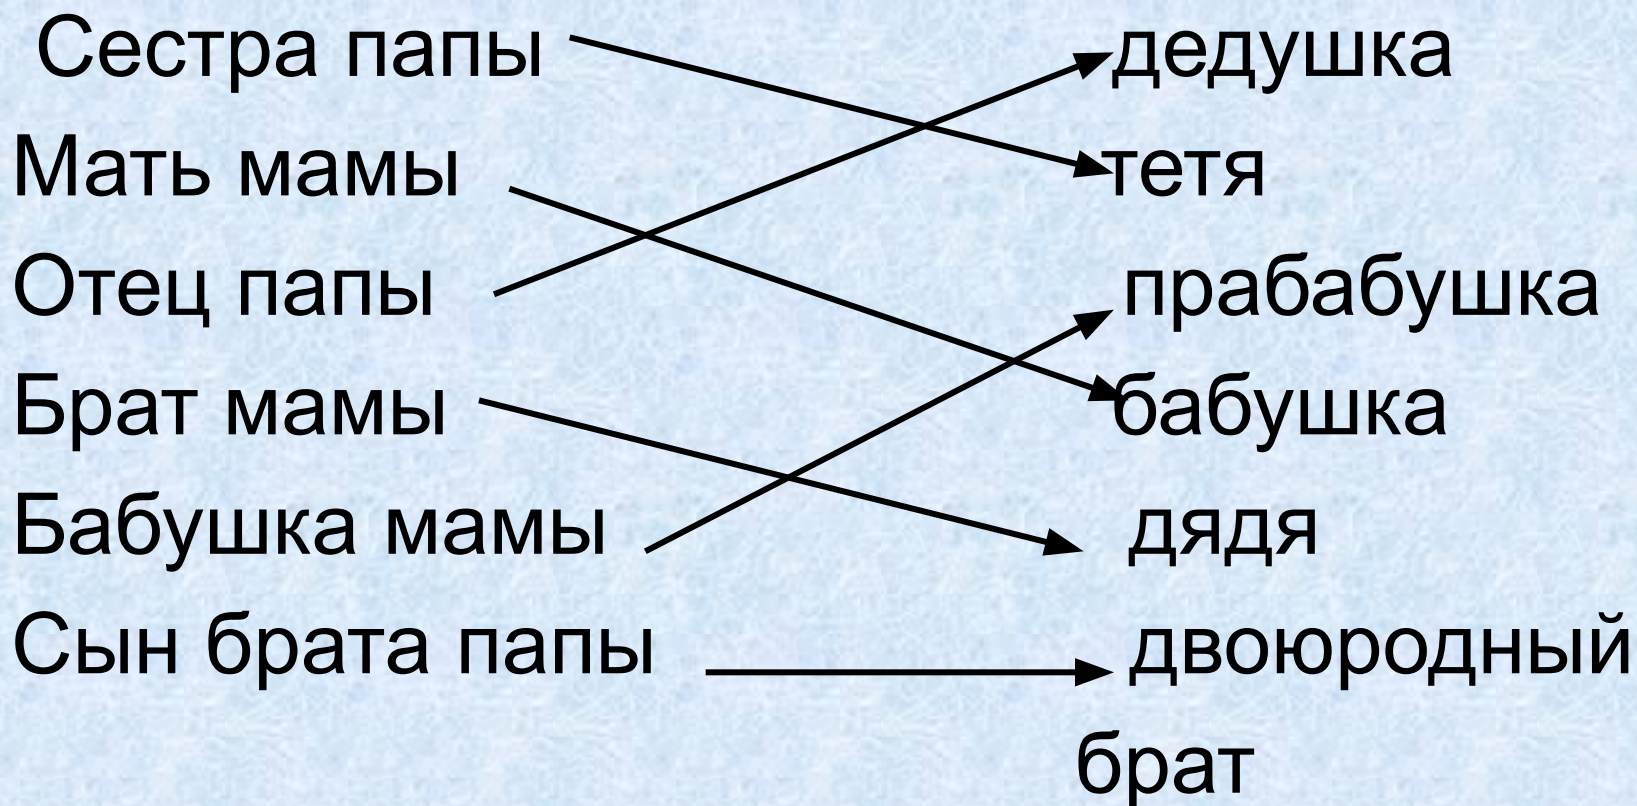 Сестра папы дедушка
Мать мамы тетя
Отец папы прабабушка
Брат мамы бабушка
Бабушка мамы дядя
Сын брата папы двоюродный
брат